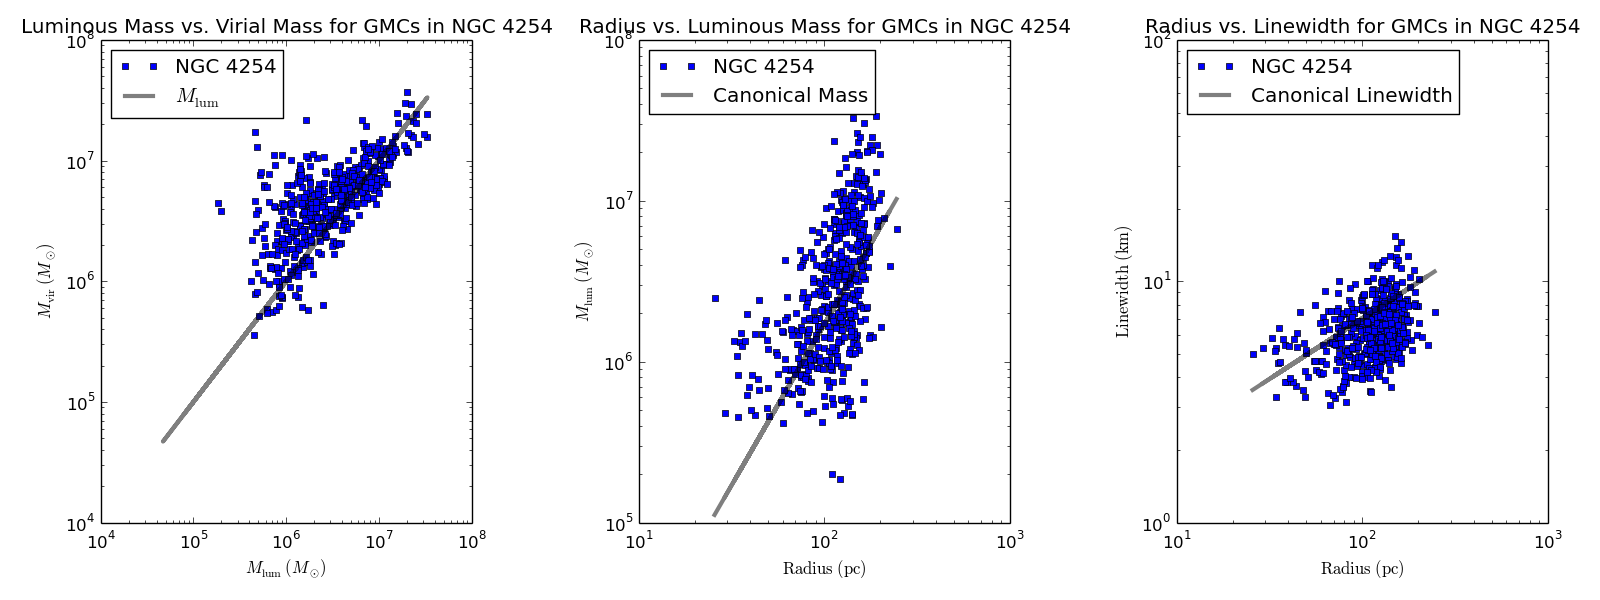 Luminous Mass vs. Virial Mass for GMCs in NGC 4254
10^8
10^7
10^6
10^5
10^4
M_vir (M_⊙)
NGC 4254
M_lum
10^4 10^5 10^6 10^7 10^8
M_lum (M_⊙)
Radius vs. Luminous Mass for GMCs in NGC 4254
10^8
10^7
10^6
10^5
M_lum (M_⊙)
NGC 4254
Canonical Mass
10^1 10^2 10^3
Radius (pc)
Radius vs. Linewidth for GMCs in NGC 4254
10^2
10^1
10^0
Linewidth (km)
NGC 4254
Canonical Linewidth
10^1 10^2 10^3
Radius (pc)